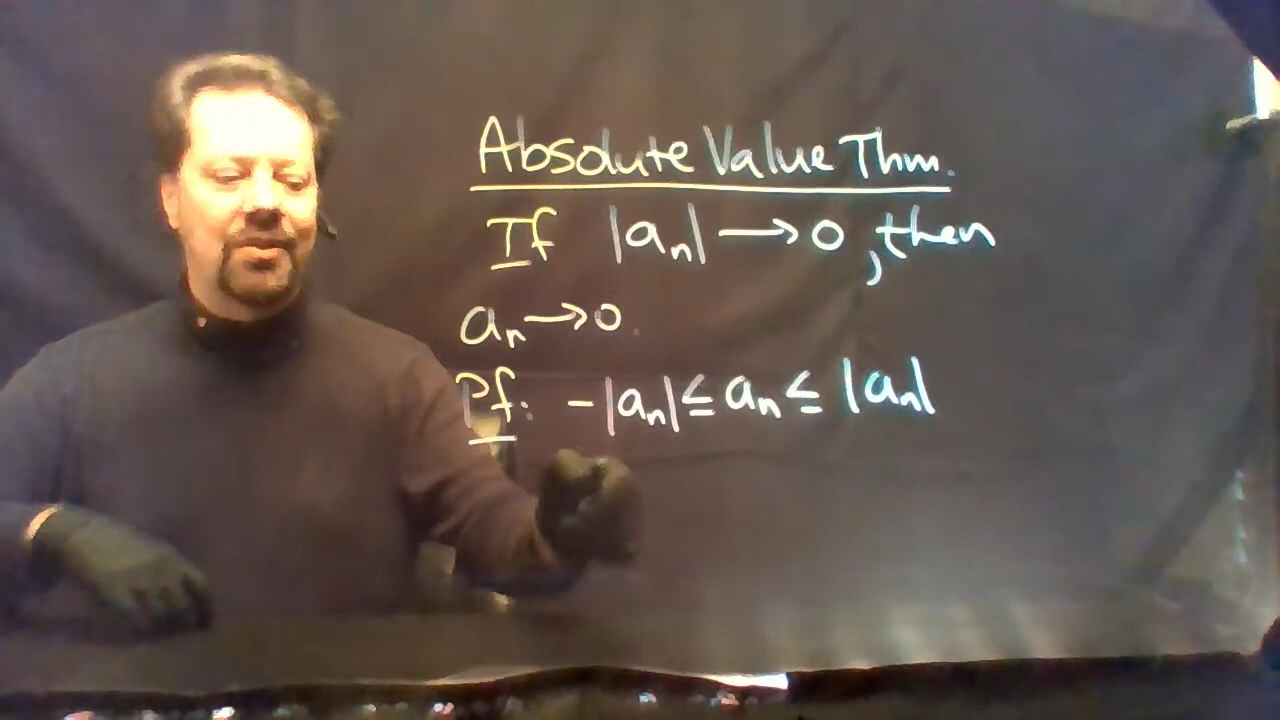 Absolute Value Thm.
If |aₙ| → 0, then
aₙ → 0.
Pf: -|aₙ| ≤ aₙ ≤ |aₙ|